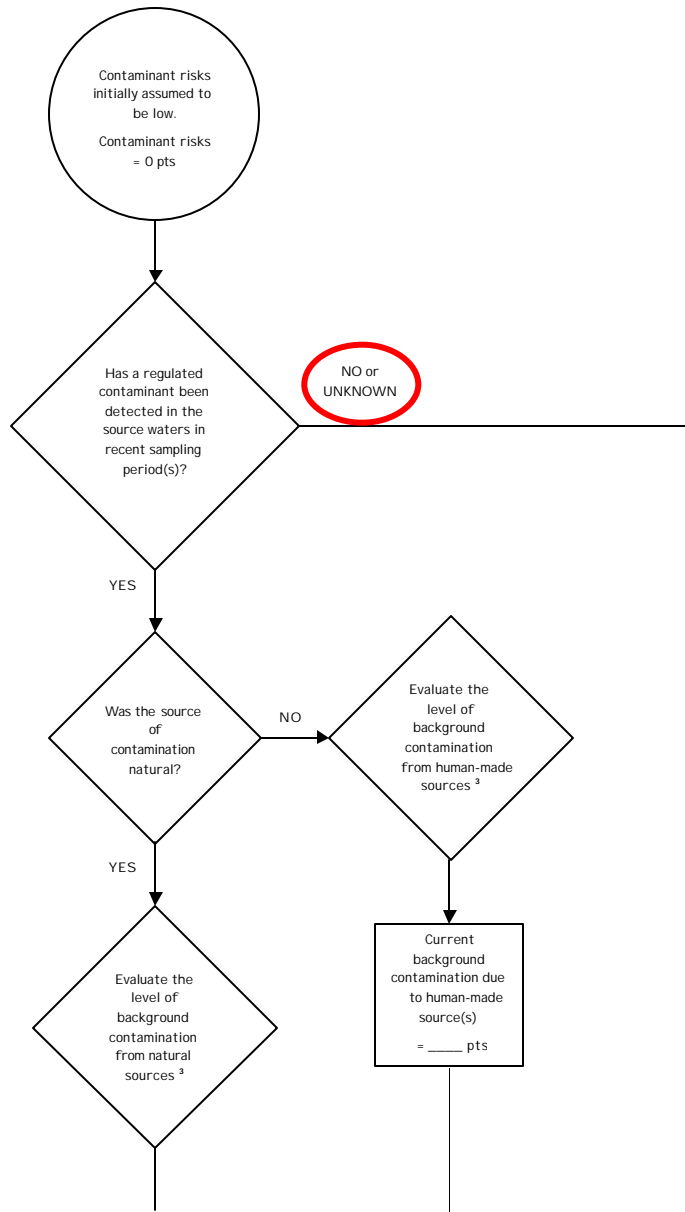 Contaminant risks
initially assumed to
be low.
Contaminant risks
= 0 pts
Has a regulated
contaminant been
detected in the
source waters in
recent sampling
period(s)?
NO or
UNKNOWN
YES
Was the source
of
contamination
natural?
NO
Evaluate the
level of
background
contamination
from human-made
sources ³
YES
Evaluate the
level of
background
contamination
from natural
sources ³
Current
background
contamination due
to human-made
source(s)
= ____ pts